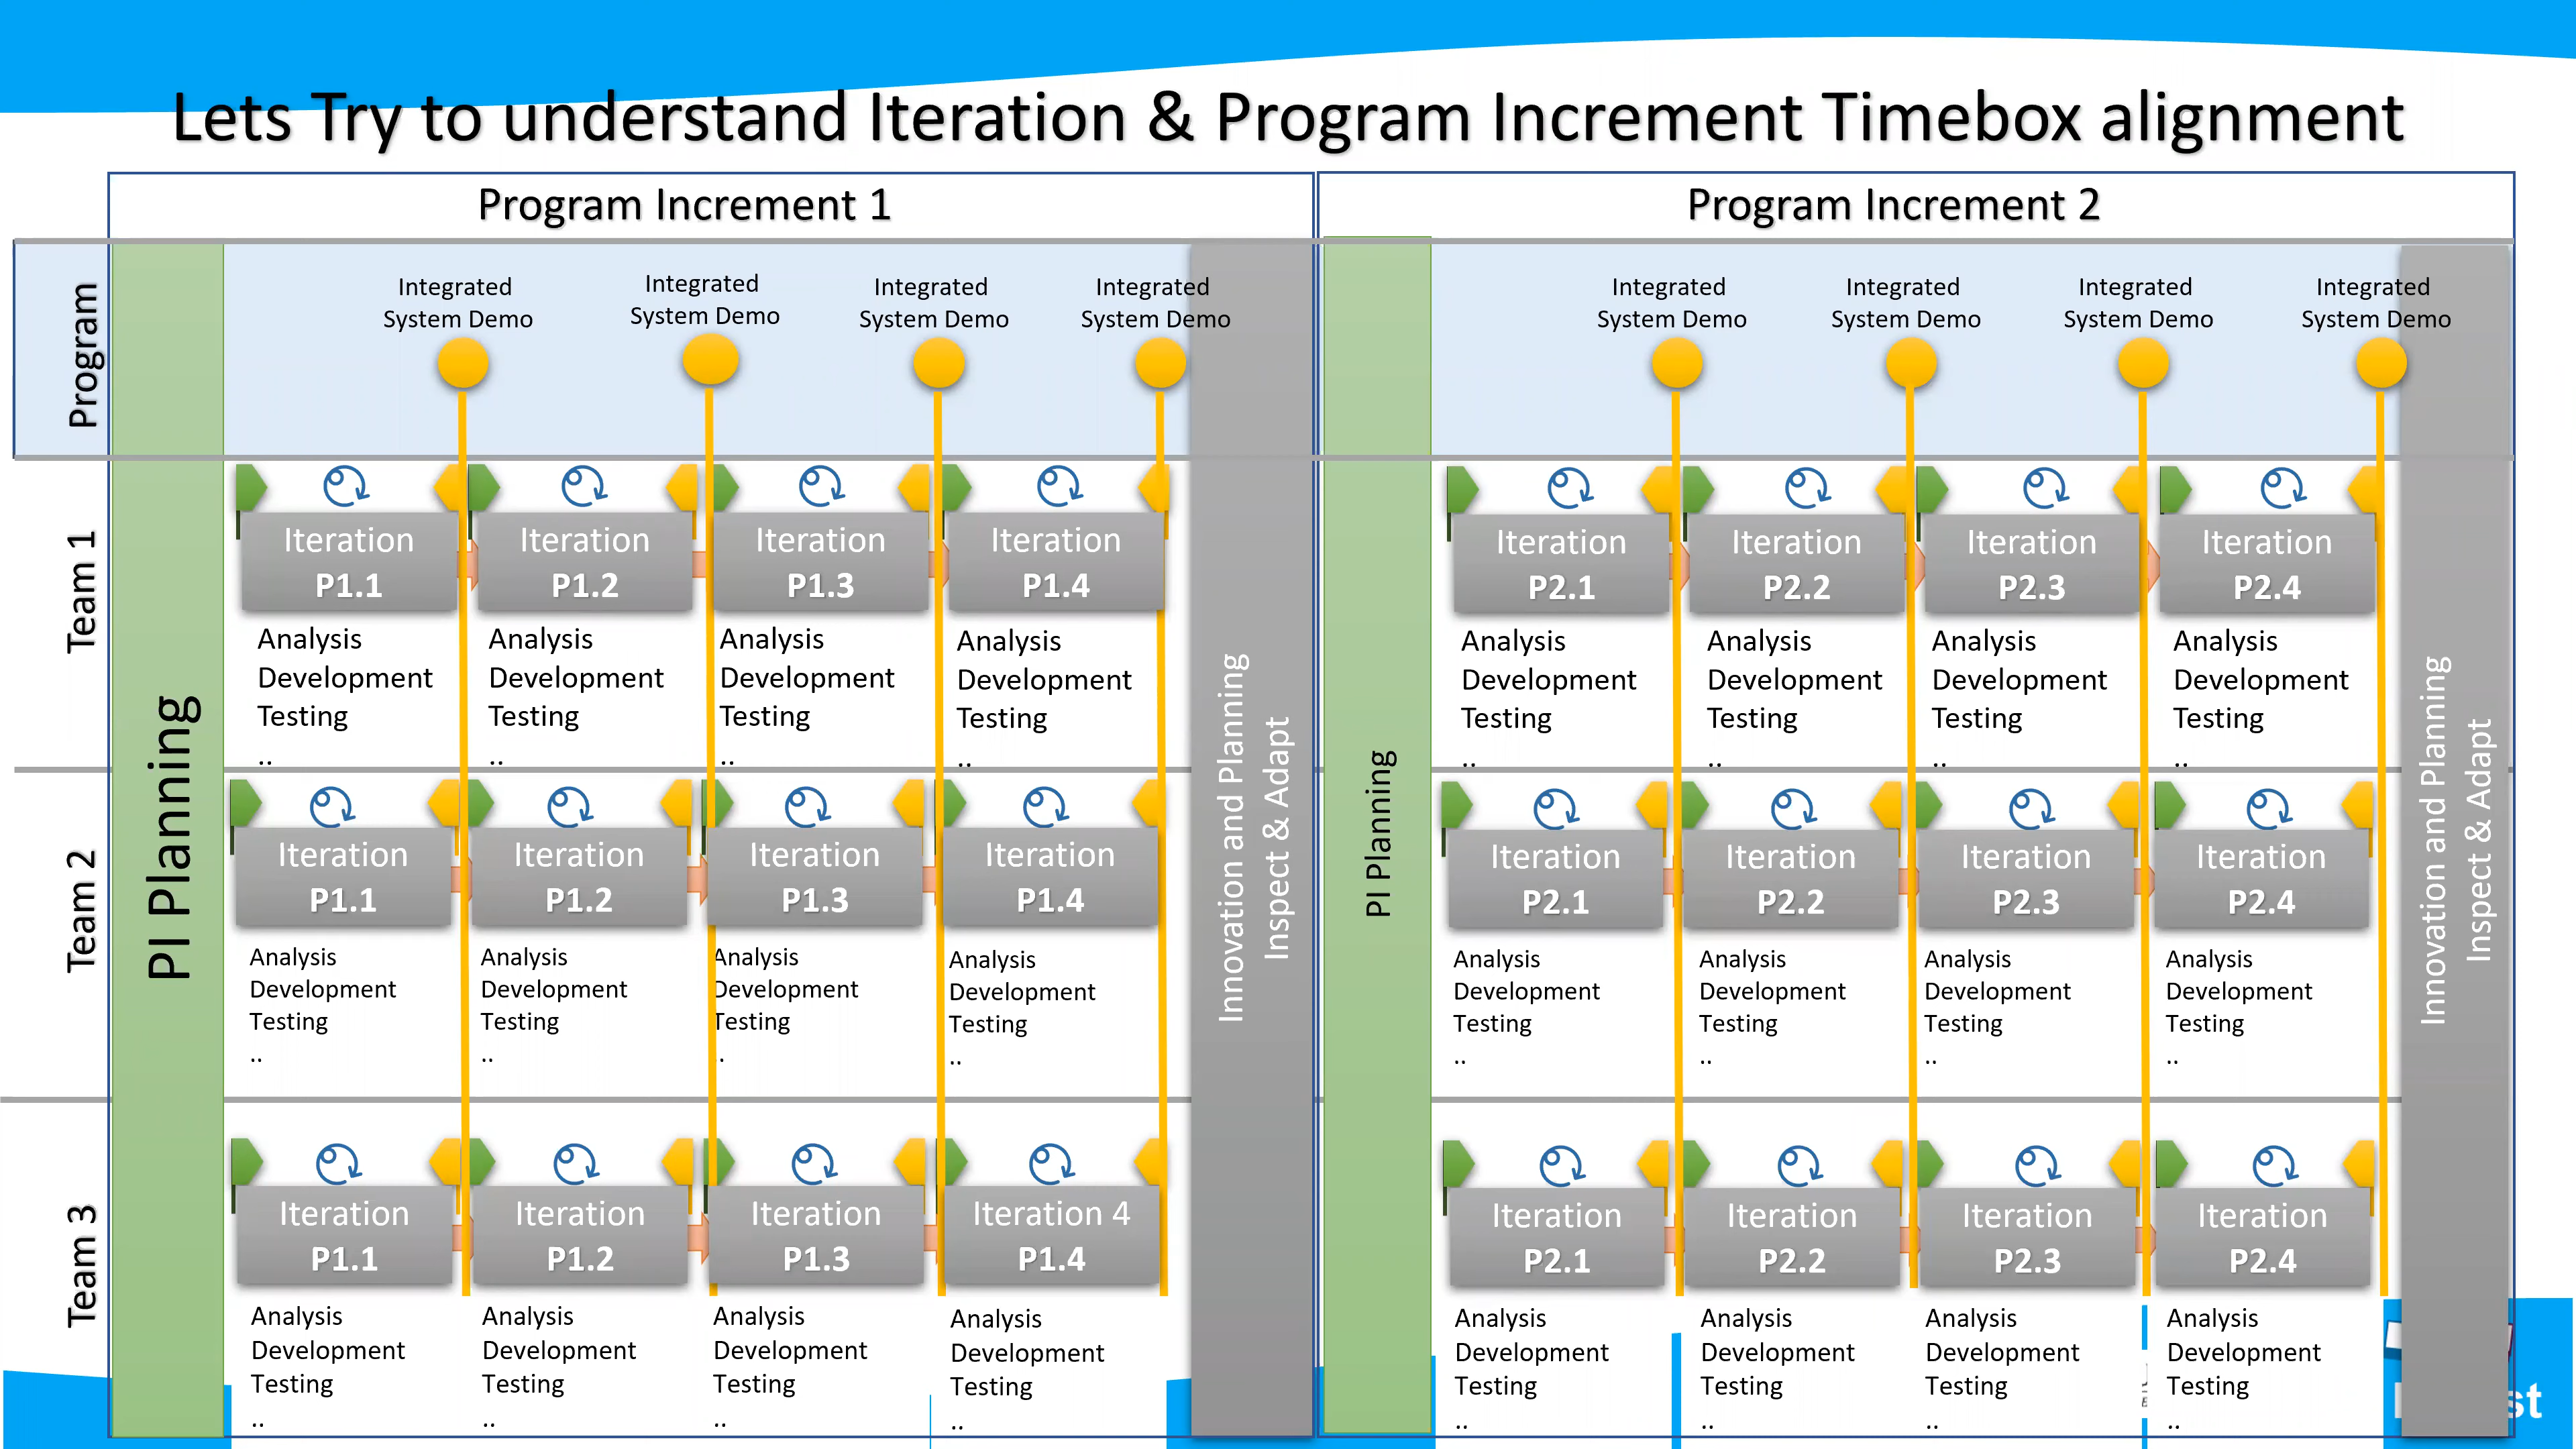 Lets Try to understand Iteration & Program Increment Timebox alignment
Program Increment 1
Program Increment 2
Program
Integrated
System Demo
Integrated
System Demo
Integrated
System Demo
Integrated
System Demo
Integrated
System Demo
Integrated
System Demo
Integrated
System Demo
Integrated
System Demo
PI Planning
Innovation and Planning
Inspect & Adapt
PI Planning
Innovation and Planning
Inspect & Adapt
Team 1
Iteration
P1.1
Analysis
Development
Testing
..
Iteration
P1.2
Analysis
Development
Testing
..
Iteration
P1.3
Analysis
Development
Testing
..
Iteration
P1.4
Analysis
Development
Testing
..
Iteration
P2.1
Analysis
Development
Testing
..
Iteration
P2.2
Analysis
Development
Testing
..
Iteration
P2.3
Analysis
Development
Testing
..
Iteration
P2.4
Analysis
Development
Testing
..
Team 2
Iteration
P1.1
Analysis
Development
Testing
..
Iteration
P1.2
Analysis
Development
Testing
..
Iteration
P1.3
Analysis
Development
Testing
..
Iteration
P1.4
Analysis
Development
Testing
..
Iteration
P2.1
Analysis
Development
Testing
..
Iteration
P2.2
Analysis
Development
Testing
..
Iteration
P2.3
Analysis
Development
Testing
..
Iteration
P2.4
Analysis
Development
Testing
..
Team 3
Iteration
P1.1
Analysis
Development
Testing
..
Iteration
P1.2
Analysis
Development
Testing
..
Iteration
P1.3
Analysis
Development
Testing
..
Iteration 4
P1.4
Analysis
Development
Testing
..
Iteration
P2.1
Analysis
Development
Testing
..
Iteration
P2.2
Analysis
Development
Testing
..
Iteration
P2.3
Analysis
Development
Testing
..
Iteration
P2.4
Analysis
Development
Testing
..